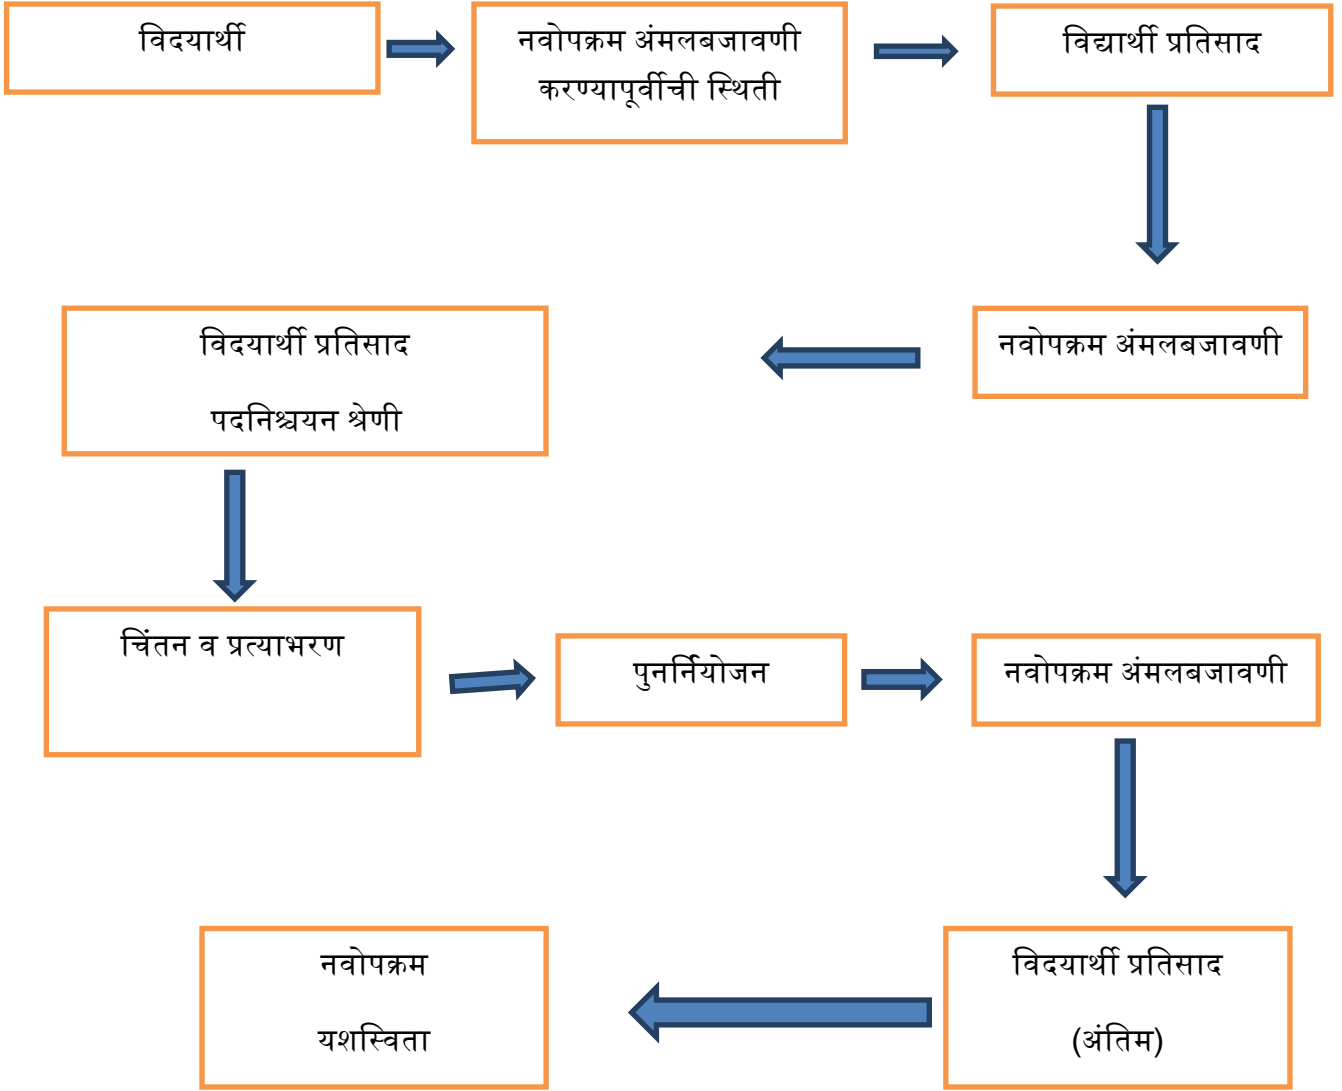 विदयार्थी
नवोपक्रम अंमलबजावणी
करण्यापूर्वीची स्थिती
विद्यार्थी प्रतिसाद
नवोपक्रम अंमलबजावणी
विदयार्थी प्रतिसाद
पदनिश्चयन श्रेणी
चिंतन व प्रत्याभरण
पुनर्नियोजन
नवोपक्रम अंमलबजावणी
विदयार्थी प्रतिसाद
(अंतिम)
नवोपक्रम
यशस्विता